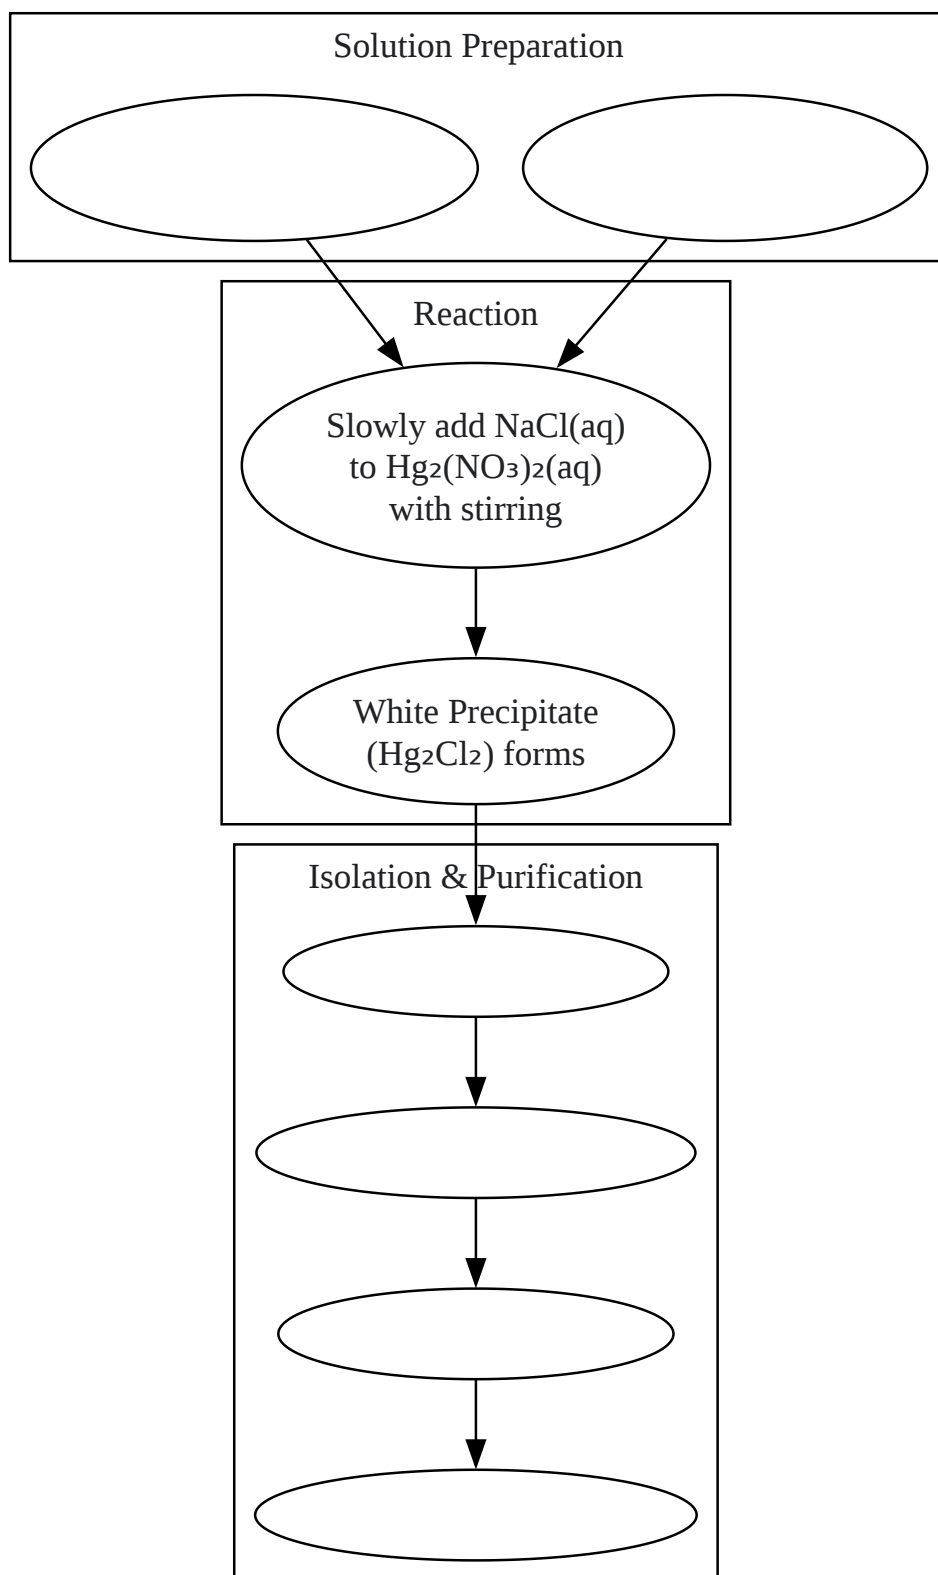 Solution Preparation
Reaction
Slowly add NaCl(aq)
to Hg₂(NO₃)₂(aq)
with stirring
White Precipitate
(Hg₂Cl₂) forms
Isolation & Purification